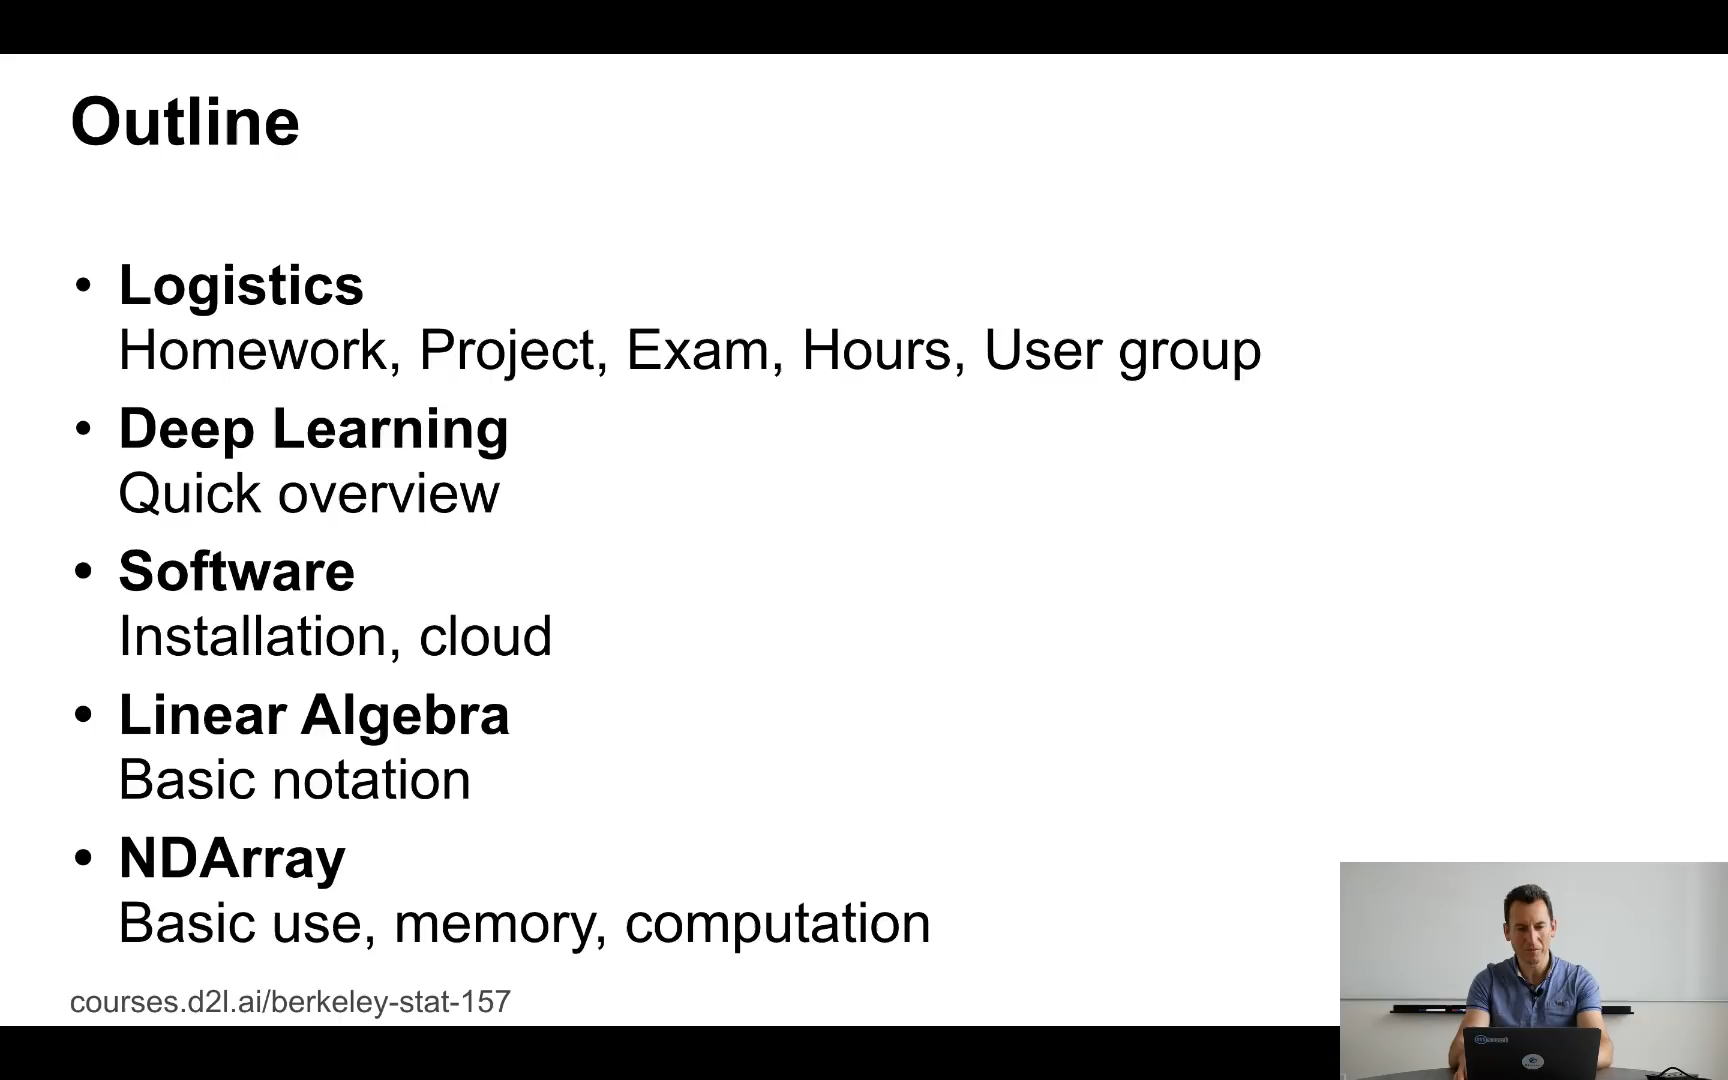 Outline
• Logistics
Homework, Project, Exam, Hours, User group
• Deep Learning
Quick overview
• Software
Installation, cloud
• Linear Algebra
Basic notation
• NDArray
Basic use, memory, computation
courses.d2l.ai/berkeley-stat-157